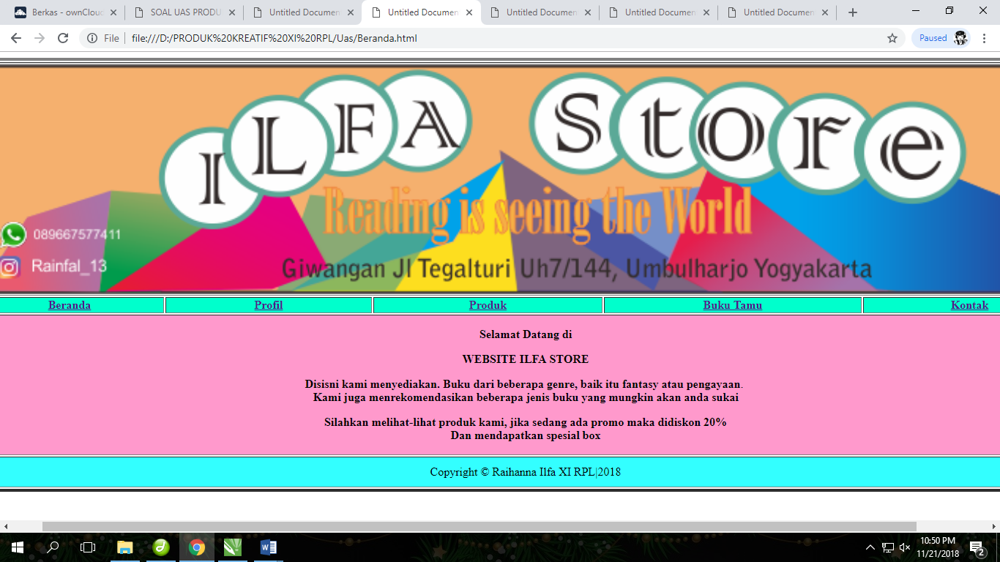 Berkas - ownCloud
SOAL UAS PRODU
Untitled Documen
Untitled Documen
Untitled Documen
Untitled Documen
Untitled Documen
File
file:///D:/PRODUK%20KREATIF%20XI%20RPL/Uas/Beranda.html
Paused
ILFA Store
Reading is seeing the World
089667577411
Rainfal_13
Giwangan Jl Tegalturi Uh7/144, Umbulharjo Yogyakarta
Beranda
Profil
Produk
Buku Tamu
Kontak
Selamat Datang di
WEBSITE ILFA STORE
Disisni kami menyediakan. Buku dari beberapa genre, baik itu fantasy atau pengayaan.
Kami juga menrekomendasikan beberapa jenis buku yang mungkin akan anda sukai
Silahkan melihat-lihat produk kami, jika sedang ada promo maka didiskon 20%
Dan mendapatkan spesial box
Copyright © Raihanna Ilfa XI RPL|2018
10:50 PM
11/21/2018
2